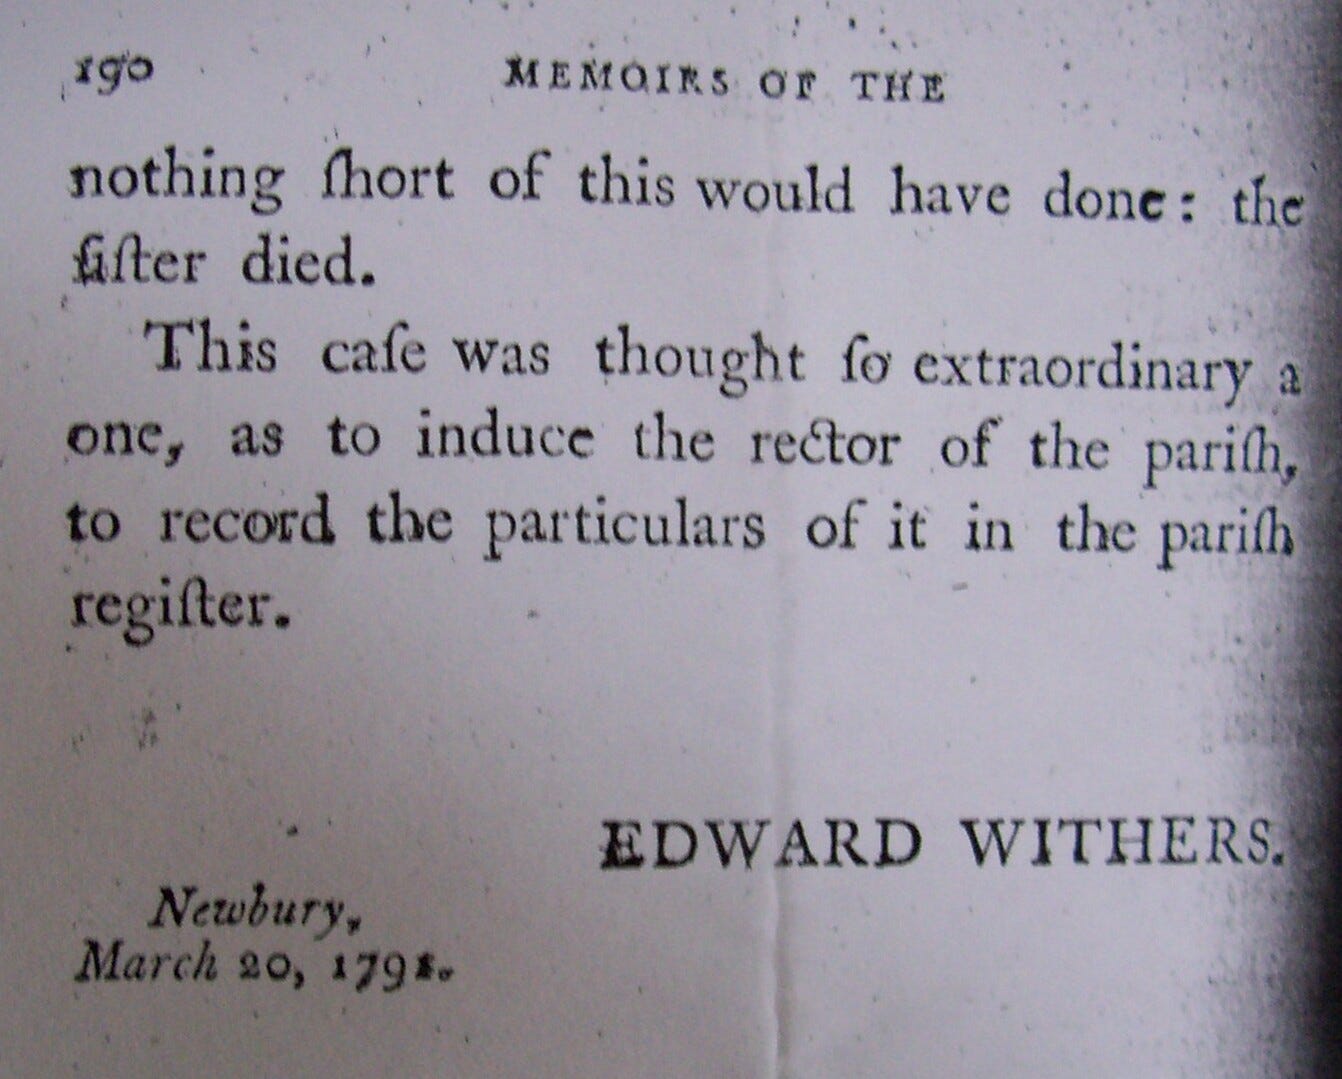 190 MEMOIRS OF THE
nothing ſhort of this would have done: the
ſiſter died.
This caſe was thought ſo extraordinary a
one, as to induce the rector of the pariſh,
to record the particulars of it in the pariſh
regiſter.
EDWARD WITHERS.
Newbury,
March 20, 1791.